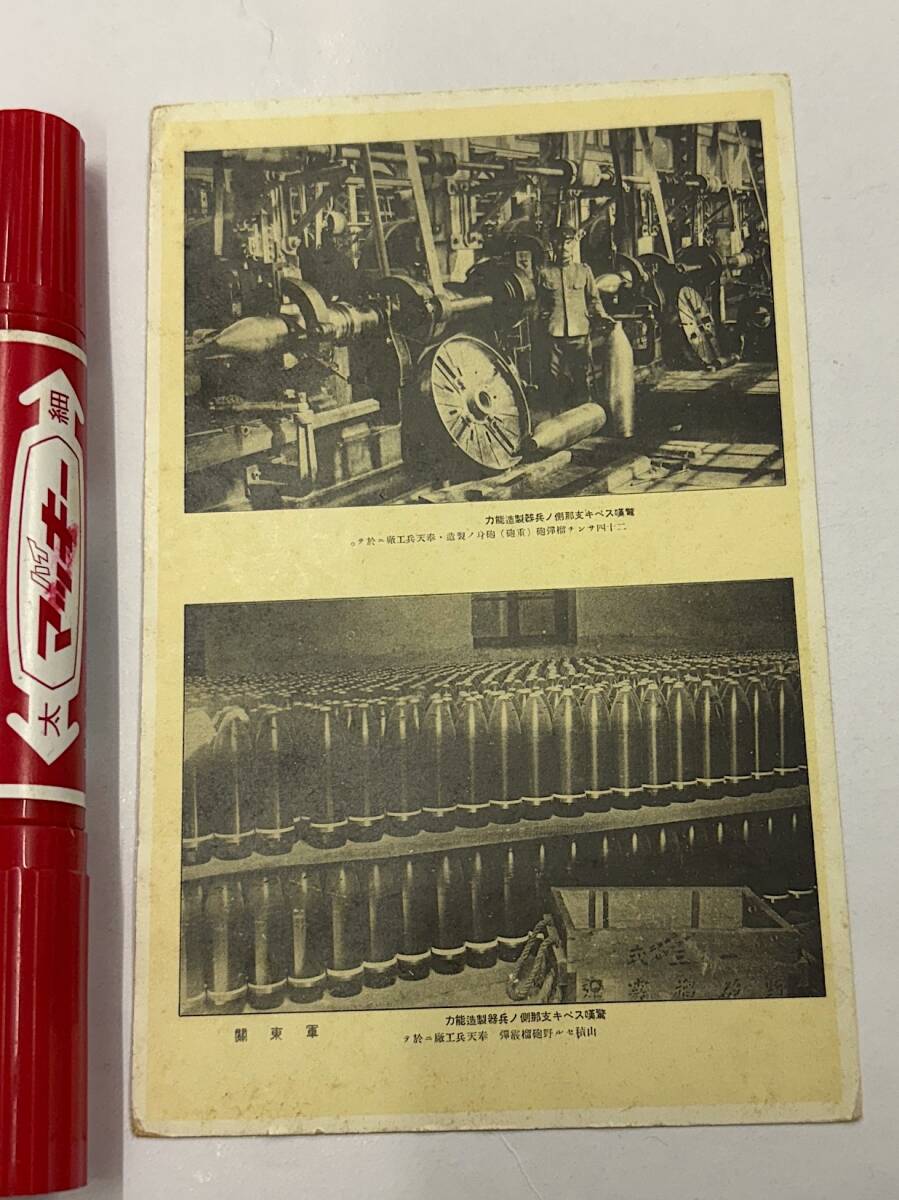 力能造製器兵ノ側那支キベス嘆驚
。テ於ニ廠工兵天奉・造製ノ身砲（砲重）砲彈榴チンサ四十二
力能造製器兵ノ側那支キベス嘆驚
テ於ニ廠工兵天奉　彈霰榴砲野ルセ積山
關東軍
細
マッキー
太